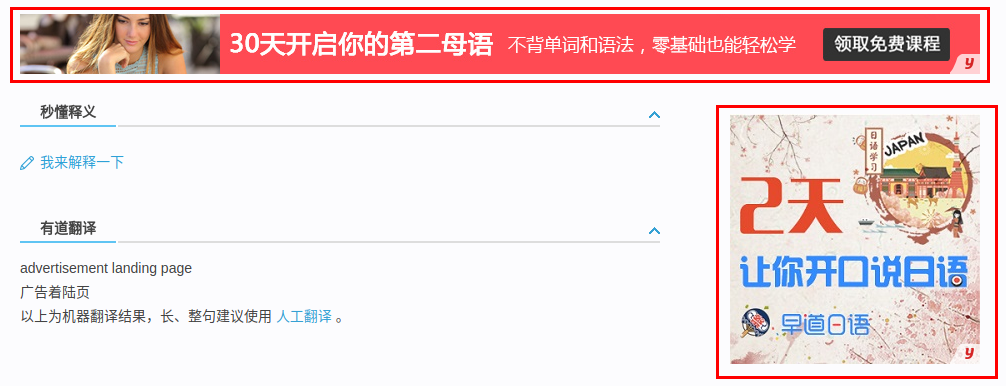 30天开启你的第二母语 不背单词和语法，零基础也能轻松学 领取免费课程
y
秒懂释义
我来解释一下
有道翻译
advertisement landing page
广告着陆页
以上为机器翻译结果，长、整句建议使用 人工翻译 。
日语学习
JAPAN
2天
让你开口说日语
早道日语
y